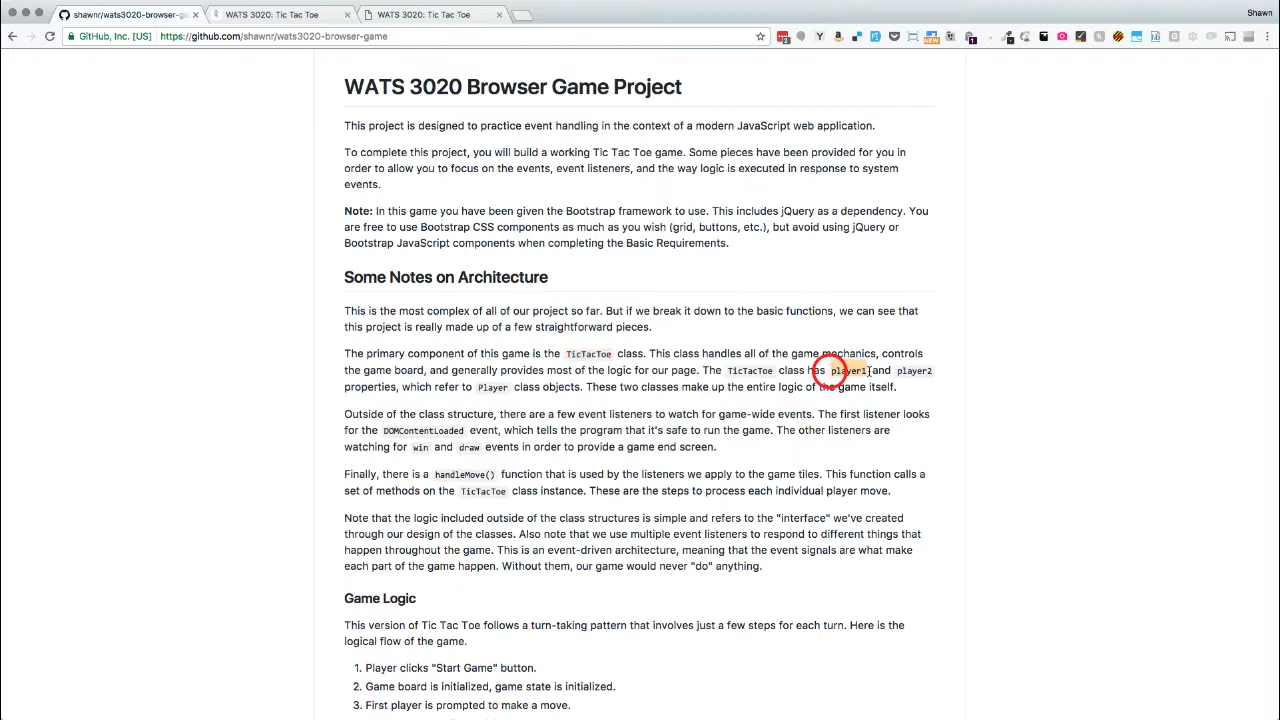 shawnr/wats3020-browser-ga
WATS 3020: Tic Tac Toe
WATS 3020: Tic Tac Toe
Shawn
GitHub, Inc. [US] https://github.com/shawnr/wats3020-browser-game
WATS 3020 Browser Game Project
This project is designed to practice event handling in the context of a modern JavaScript web application.
To complete this project, you will build a working Tic Tac Toe game. Some pieces have been provided for you in
order to allow you to focus on the events, event listeners, and the way logic is executed in response to system
events.
Note: In this game you have been given the Bootstrap framework to use. This includes jQuery as a dependency. You
are free to use Bootstrap CSS components as much as you wish (grid, buttons, etc.), but avoid using jQuery or
Bootstrap JavaScript components when completing the Basic Requirements.
Some Notes on Architecture
This is the most complex of all of our project so far. But if we break it down to the basic functions, we can see that
this project is really made up of a few straightforward pieces.
The primary component of this game is the TicTacToe class. This class handles all of the game mechanics, controls
the game board, and generally provides most of the logic for our page. The TicTacToe class has player1 and player2
properties, which refer to Player class objects. These two classes make up the entire logic of the game itself.
Outside of the class structure, there are a few event listeners to watch for game-wide events. The first listener looks
for the DOMContentLoaded event, which tells the program that it's safe to run the game. The other listeners are
watching for win and draw events in order to provide a game end screen.
Finally, there is a handleMove() function that is used by the listeners we apply to the game tiles. This function calls a
set of methods on the TicTacToe class instance. These are the steps to process each individual player move.
Note that the logic included outside of the class structures is simple and refers to the "interface" we've created
through our design of the classes. Also note that we use multiple event listeners to respond to different things that
happen throughout the game. This is an event-driven architecture, meaning that the event signals are what make
each part of the game happen. Without them, our game would never "do" anything.
Game Logic
This version of Tic Tac Toe follows a turn-taking pattern that involves just a few steps for each turn. Here is the
logical flow of the game.
1. Player clicks "Start Game" button.
2. Game board is initialized, game state is initialized.
3. First player is prompted to make a move.